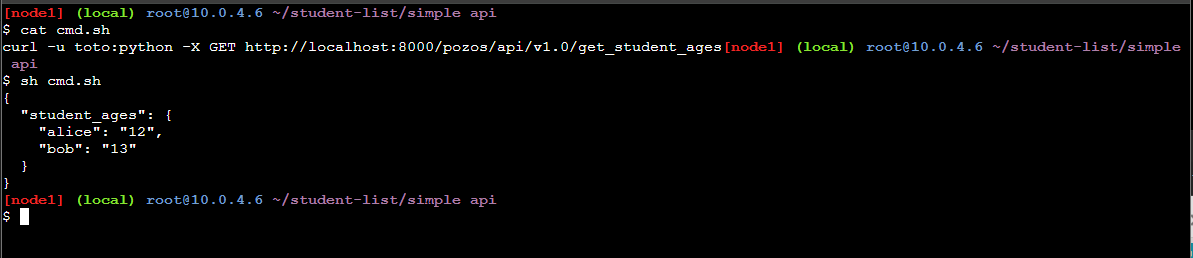 [node1] (local) root@10.0.4.6 ~/student-list/simple api
$ cat cmd.sh
curl -u toto:python -X GET http://localhost:8000/pozos/api/v1.0/get_student_ages[node1] (local) root@10.0.4.6 ~/student-list/simple
api
$ sh cmd.sh
{
  "student_ages": {
    "alice": "12",
    "bob": "13"
  }
}
[node1] (local) root@10.0.4.6 ~/student-list/simple api
$